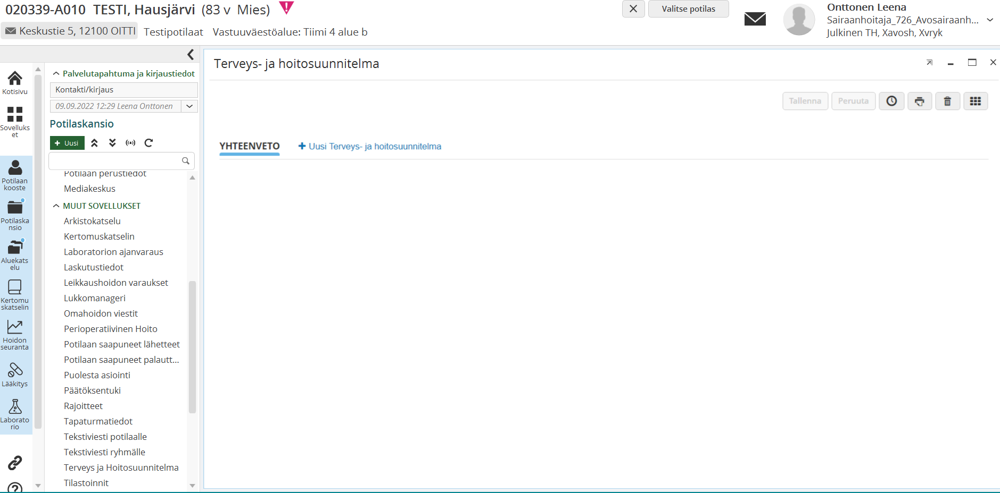 020339-A010 TESTI, Hausjärvi (83 v Mies)
Keskustie 5, 12100 OITTI Testipotilaat Vastuuväestöalue: Tiimi 4 alue b
Valitse potilas
Onttonen Leena
Sairaanhoitaja_726_Avosairaanh...
Julkinen TH, Xavosh, Xvryk
Kotisivu
Sovelluks
et
Potilaan
kooste
Potilaska
nsio
Aluekats
elu
Kertomu
skatselin
Hoidon
seuranta
Lääkitys
Laborato
rio
Palvelutapahtuma ja kirjaustiedot
Kontakti/kirjaus
09.09.2022 12:29 Leena Onttonen
Potilaskansio
+ Uusi
Potilaan perustiedot
Mediakeskus
MUUT SOVELLUKSET
Arkistokatselu
Kertomuskatselin
Laboratorion ajanvaraus
Laskutustiedot
Leikkaushoidon varaukset
Lukkomanageri
Omahoidon viestit
Perioperatiivinen Hoito
Potilaan saapuneet lähetteet
Potilaan saapuneet palautt...
Puolesta asiointi
Päätöksentuki
Rajoitteet
Tapaturmatiedot
Tekstiviesti potilaalle
Tekstiviesti ryhmälle
Terveys ja Hoitosuunnitelma
Tilastoinnit
Terveys- ja hoitosuunnitelma
Tallenna Peruuta
YHTEENVETO + Uusi Terveys- ja hoitosuunnitelma